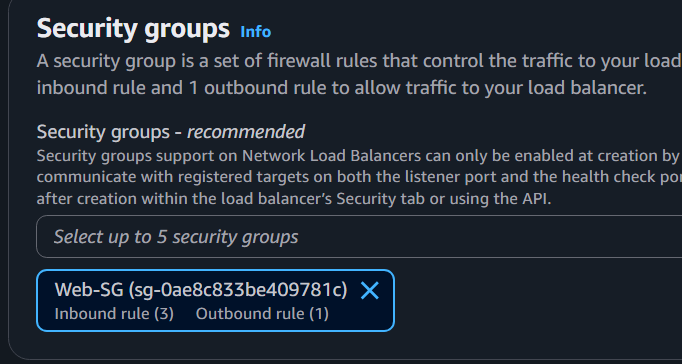 Security groups Info
A security group is a set of firewall rules that control the traffic to your load
inbound rule and 1 outbound rule to allow traffic to your load balancer.
Security groups - recommended
Security groups support on Network Load Balancers can only be enabled at creation by
communicate with registered targets on both the listener port and the health check por
after creation within the load balancer's Security tab or using the API.
Select up to 5 security groups
Web-SG (sg-0ae8c833be409781c)
Inbound rule (3) Outbound rule (1)